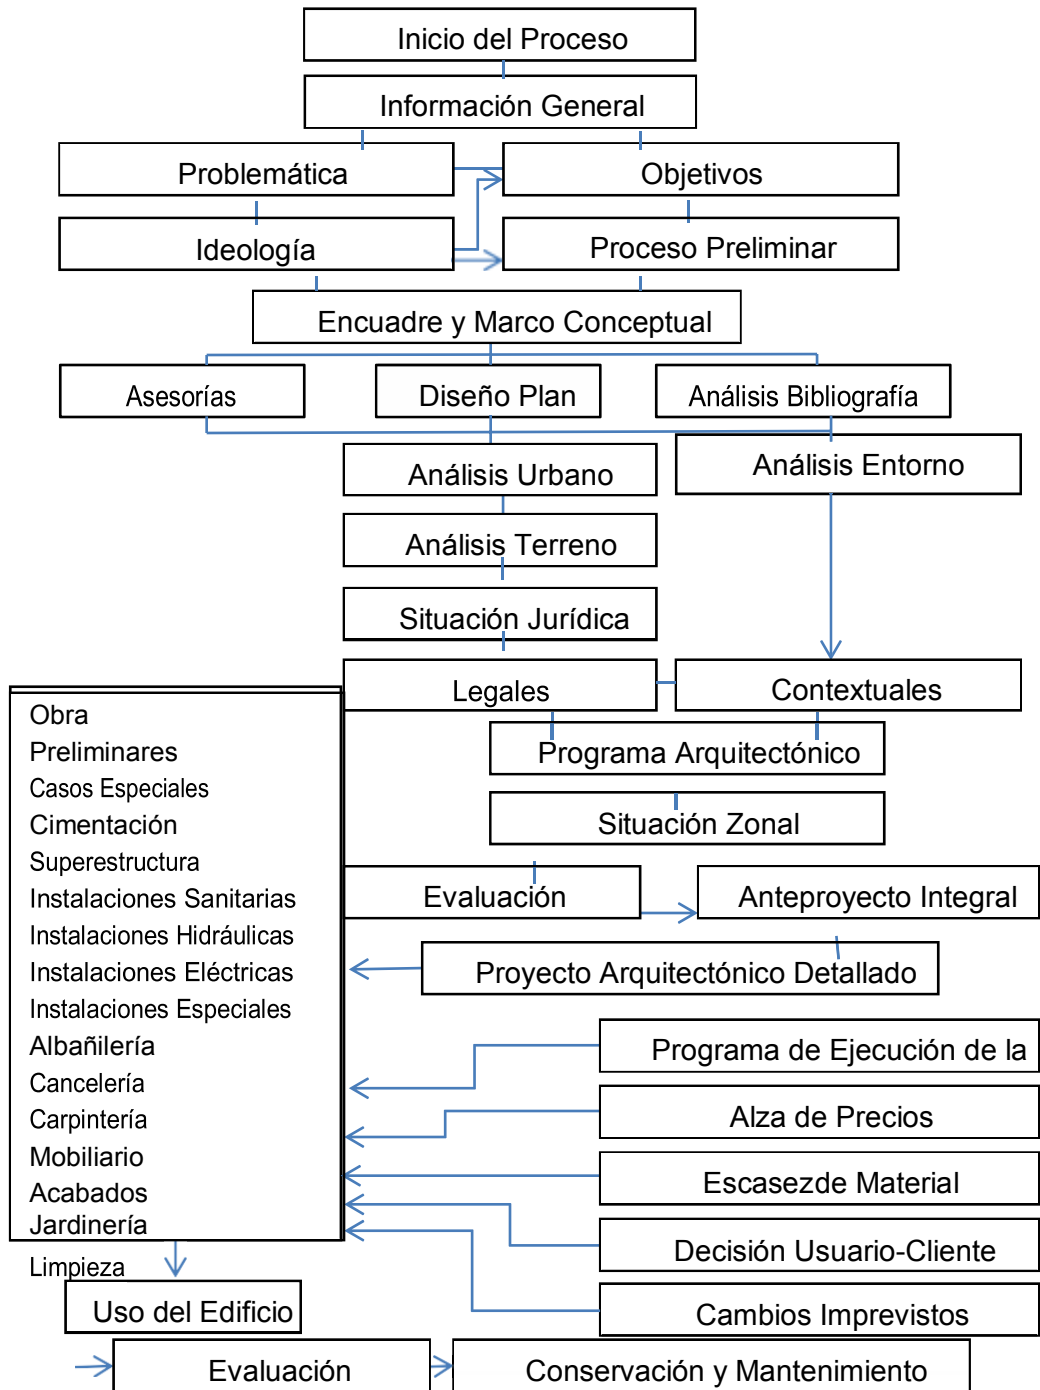 Inicio del Proceso
Información General
Problemática
Objetivos
Ideología
Proceso Preliminar
Encuadre y Marco Conceptual
Asesorías
Diseño Plan
Análisis Bibliografía
Análisis Urbano
Análisis Entorno
Análisis Terreno
Situación Jurídica
Legales
Contextuales
Programa Arquitectónico
Situación Zonal
Evaluación
Anteproyecto Integral
Proyecto Arquitectónico Detallado
Obra
Preliminares
Casos Especiales
Cimentación
Superestructura
Instalaciones Sanitarias
Instalaciones Hidráulicas
Instalaciones Eléctricas
Instalaciones Especiales
Albañilería
Cancelería
Carpintería
Mobiliario
Acabados
Jardinería
Limpieza
Programa de Ejecución de la
Alza de Precios
Escasezde Material
Decisión Usuario-Cliente
Cambios Imprevistos
Uso del Edificio
Evaluación
Conservación y Mantenimiento